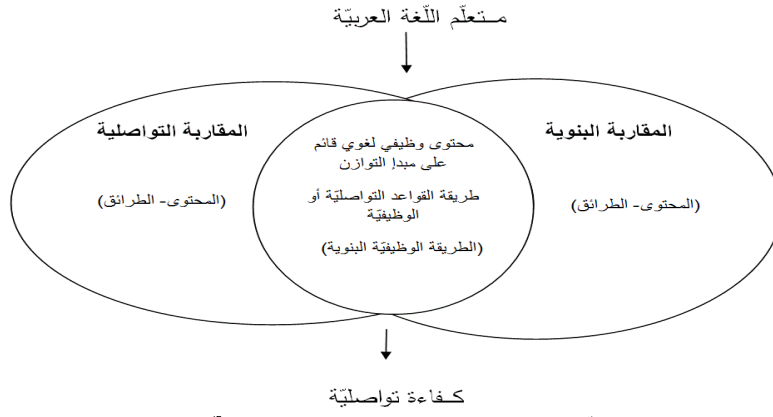 متعلّم اللّغة العربيّة
المقاربة البنوية
(المحتوى- الطرائق)
محتوى وظيفي لغوي قائم
على مبدإ التوازن
طريقة القواعد التواصليّة أو
الوظيفيّة
(الطريقة الوظيفيّة البنوية)
المقاربة التواصلية
(المحتوى- الطرائق)
كفاءة تواصليّة